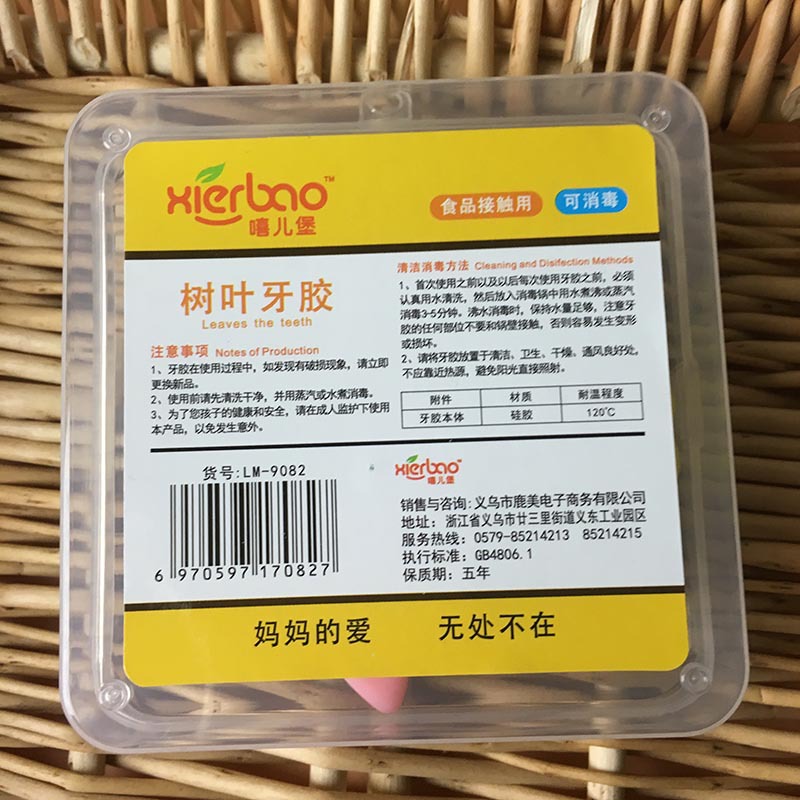 xierbao™
嘻儿堡
食品接触用
可消毒
树叶牙胶
Leaves the teeth
注意事项 Notes of Production
1、牙胶在使用过程中，如发现有破损现象，请立即
更换新品。
2、使用前请先清洗干净，并用蒸汽或水煮消毒。
3、为了您孩子的健康和安全，请在成人监护下使用
本产品，以免发生意外。
清洁消毒方法 Cleaning and Disifection Methods
1、首次使用之前以及以后每次使用牙胶之前，必须
认真用水清洗，然后放入消毒锅中用水煮沸或蒸汽
消毒3-5分钟。沸水消毒时，保持水量足够，注意牙
胶的任何部位不要和锅壁接触，否则容易发生变形
或损坏。
2、请将牙胶放置于清洁、卫生、干燥、通风良好处，
不应靠近热源，避免阳光直接照射。
附件 材质 耐温程度
牙胶本体 硅胶 120℃
货号:LM-9082
6 970597 170827
xierbao™
嘻儿堡
销售与咨询:义乌市鹿美电子商务有限公司
地址：浙江省义乌市廿三里街道义东工业园区
服务热线：0579-85214213 85214215
执行标准：GB4806.1
保质期：五年
妈妈的爱 无处不在